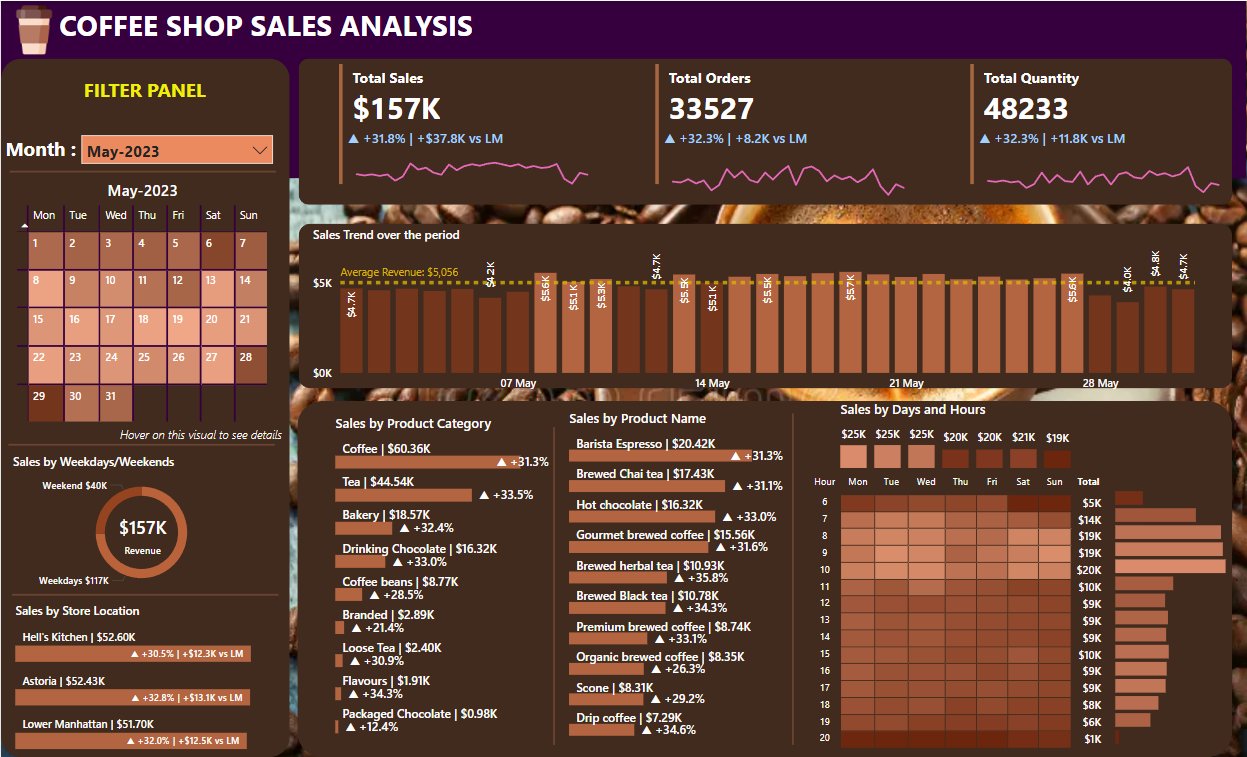 COFFEE SHOP SALES ANALYSIS
FILTER PANEL
Month : May-2023
May-2023
Mon Tue Wed Thu Fri Sat Sun
1 2 3 4 5 6 7
8 9 10 11 12 13 14
15 16 17 18 19 20 21
22 23 24 25 26 27 28
29 30 31
Hover on this visual to see details
Sales by Weekdays/Weekends
Weekend $40K
$157K
Revenue
Weekdays $117K
Sales by Store Location
Hell's Kitchen | $52.60K
▲ +30.5% | +$12.3K vs LM
Astoria | $52.43K
▲ +32.8% | +$13.1K vs LM
Lower Manhattan | $51.70K
▲ +32.0% | +$12.5K vs LM
Total Sales
$157K
▲ +31.8% | +$37.8K vs LM
Total Orders
33527
▲ +32.3% | +8.2K vs LM
Total Quantity
48233
▲ +32.3% | +11.8K vs LM
Sales Trend over the period
Average Revenue: $5,056
$5K
$0K
$4.7K $4.2K $5.6K $5.1K $5.3K $4.7K $5.5K $5.1K $5.5K $5.7K $5.6K $4.0K $4.8K $4.7K
07 May 14 May 21 May 28 May
Sales by Product Category
Coffee | $60.36K
▲ +31.3%
Tea | $44.54K
▲ +33.5%
Bakery | $18.57K
▲ +32.4%
Drinking Chocolate | $16.32K
▲ +33.0%
Coffee beans | $8.77K
▲ +28.5%
Branded | $2.89K
▲ +21.4%
Loose Tea | $2.40K
▲ +30.9%
Flavours | $1.91K
▲ +34.3%
Packaged Chocolate | $0.98K
▲ +12.4%
Sales by Product Name
Barista Espresso | $20.42K
▲ +31.3%
Brewed Chai tea | $17.43K
▲ +31.1%
Hot chocolate | $16.32K
▲ +33.0%
Gourmet brewed coffee | $15.56K
▲ +31.6%
Brewed herbal tea | $10.93K
▲ +35.8%
Brewed Black tea | $10.78K
▲ +34.3%
Premium brewed coffee | $8.74K
▲ +33.1%
Organic brewed coffee | $8.35K
▲ +26.3%
Scone | $8.31K
▲ +29.2%
Drip coffee | $7.29K
▲ +34.6%
Sales by Days and Hours
$25K $25K $25K $20K $20K $21K $19K
Hour Mon Tue Wed Thu Fri Sat Sun Total
6 $5K
7 $14K
8 $19K
9 $19K
10 $20K
11 $10K
12 $9K
13 $9K
14 $9K
15 $10K
16 $9K
17 $9K
18 $8K
19 $6K
20 $1K